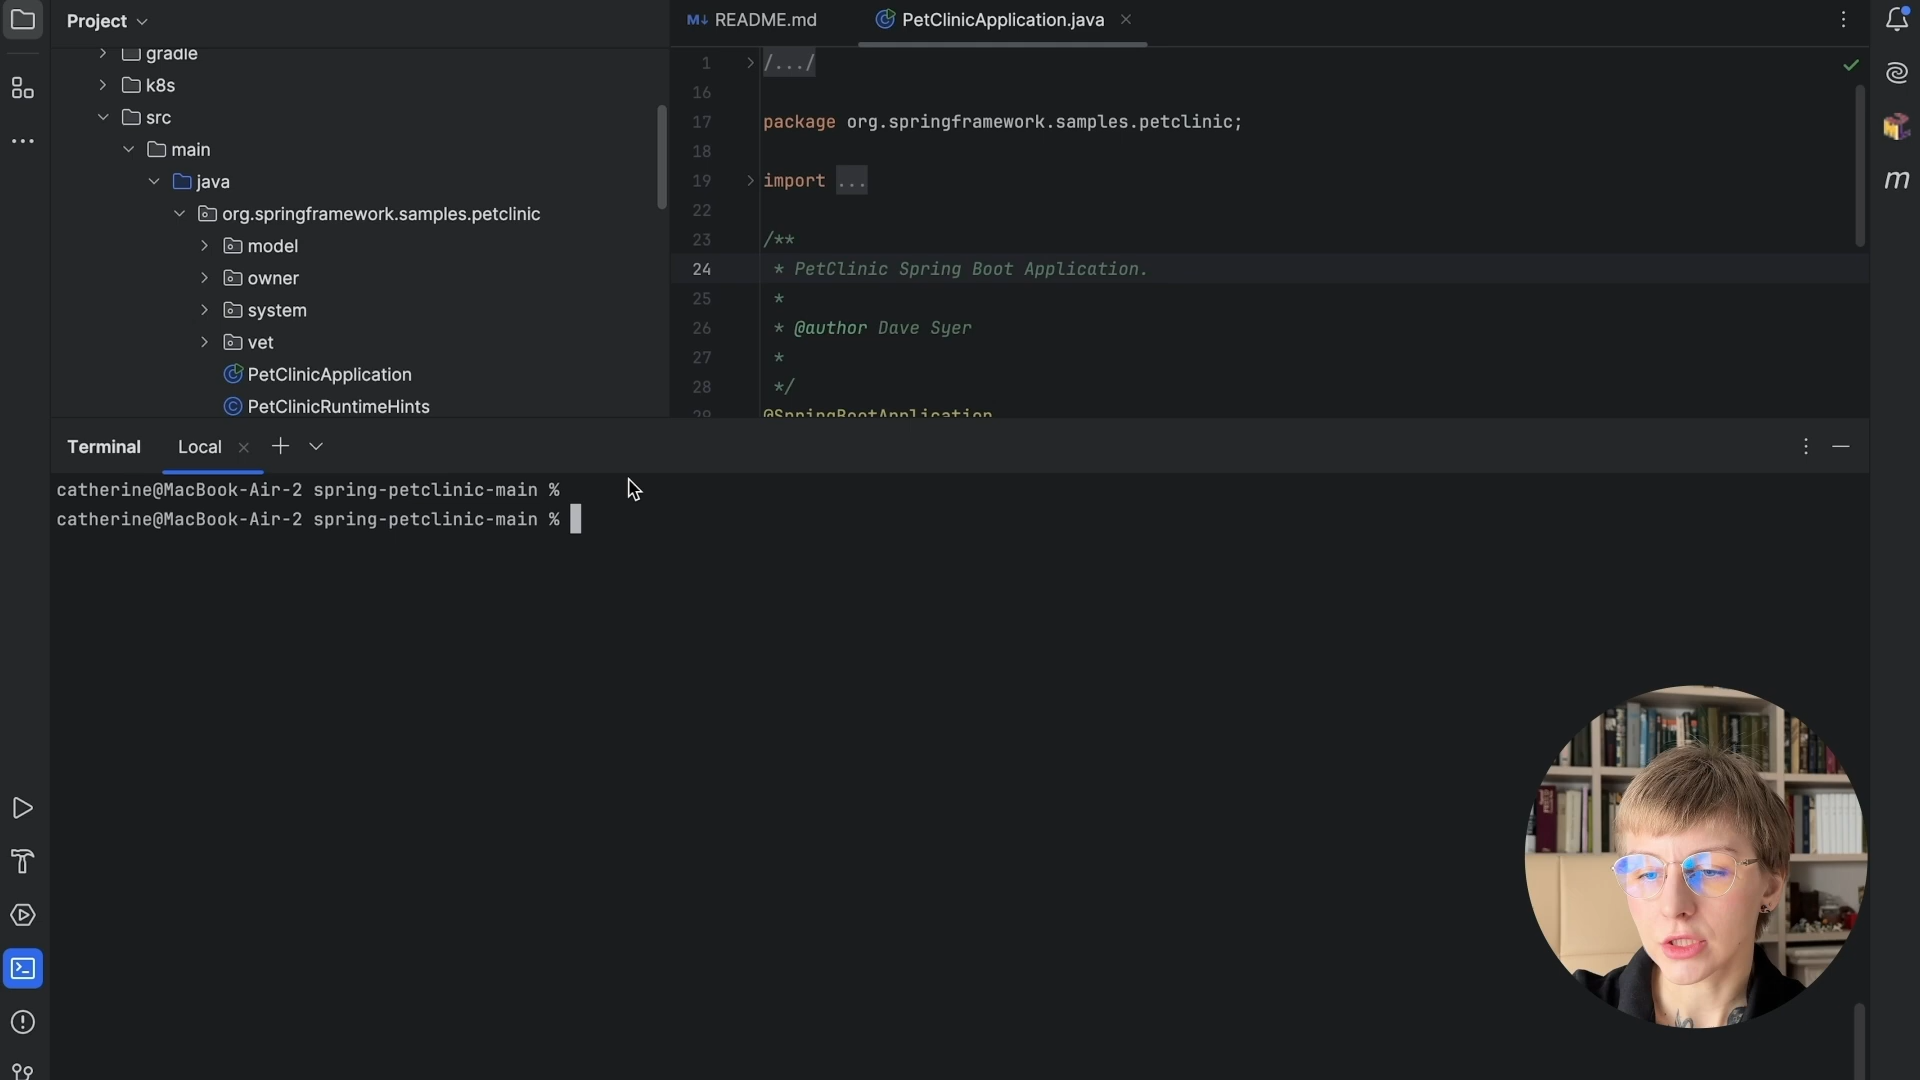 Project
gradle
k8s
src
main
java
org.springframework.samples.petclinic
model
owner
system
vet
PetClinicApplication
PetClinicRuntimeHints
README.md
PetClinicApplication.java
1 /.../
16
17 package org.springframework.samples.petclinic;
18
19 import ...
22
23 /**
24 * PetClinic Spring Boot Application.
25 *
26 * @author Dave Syer
27 *
28 */
29 @SpringBootApplication
m
Terminal
Local
catherine@MacBook-Air-2 spring-petclinic-main %
catherine@MacBook-Air-2 spring-petclinic-main %